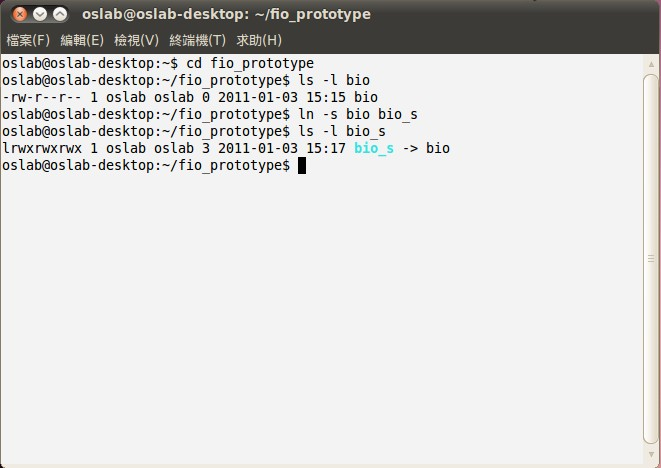 oslab@oslab-desktop: ~/fio_prototype
檔案(F) 編輯(E) 檢視(V) 終端機(T) 求助(H)
oslab@oslab-desktop:~$ cd fio_prototype
oslab@oslab-desktop:~/fio_prototype$ ls -l bio
-rw-r--r-- 1 oslab oslab 0 2011-01-03 15:15 bio
oslab@oslab-desktop:~/fio_prototype$ ln -s bio bio_s
oslab@oslab-desktop:~/fio_prototype$ ls -l bio_s
lrwxrwxrwx 1 oslab oslab 3 2011-01-03 15:17 bio_s -> bio
oslab@oslab-desktop:~/fio_prototype$